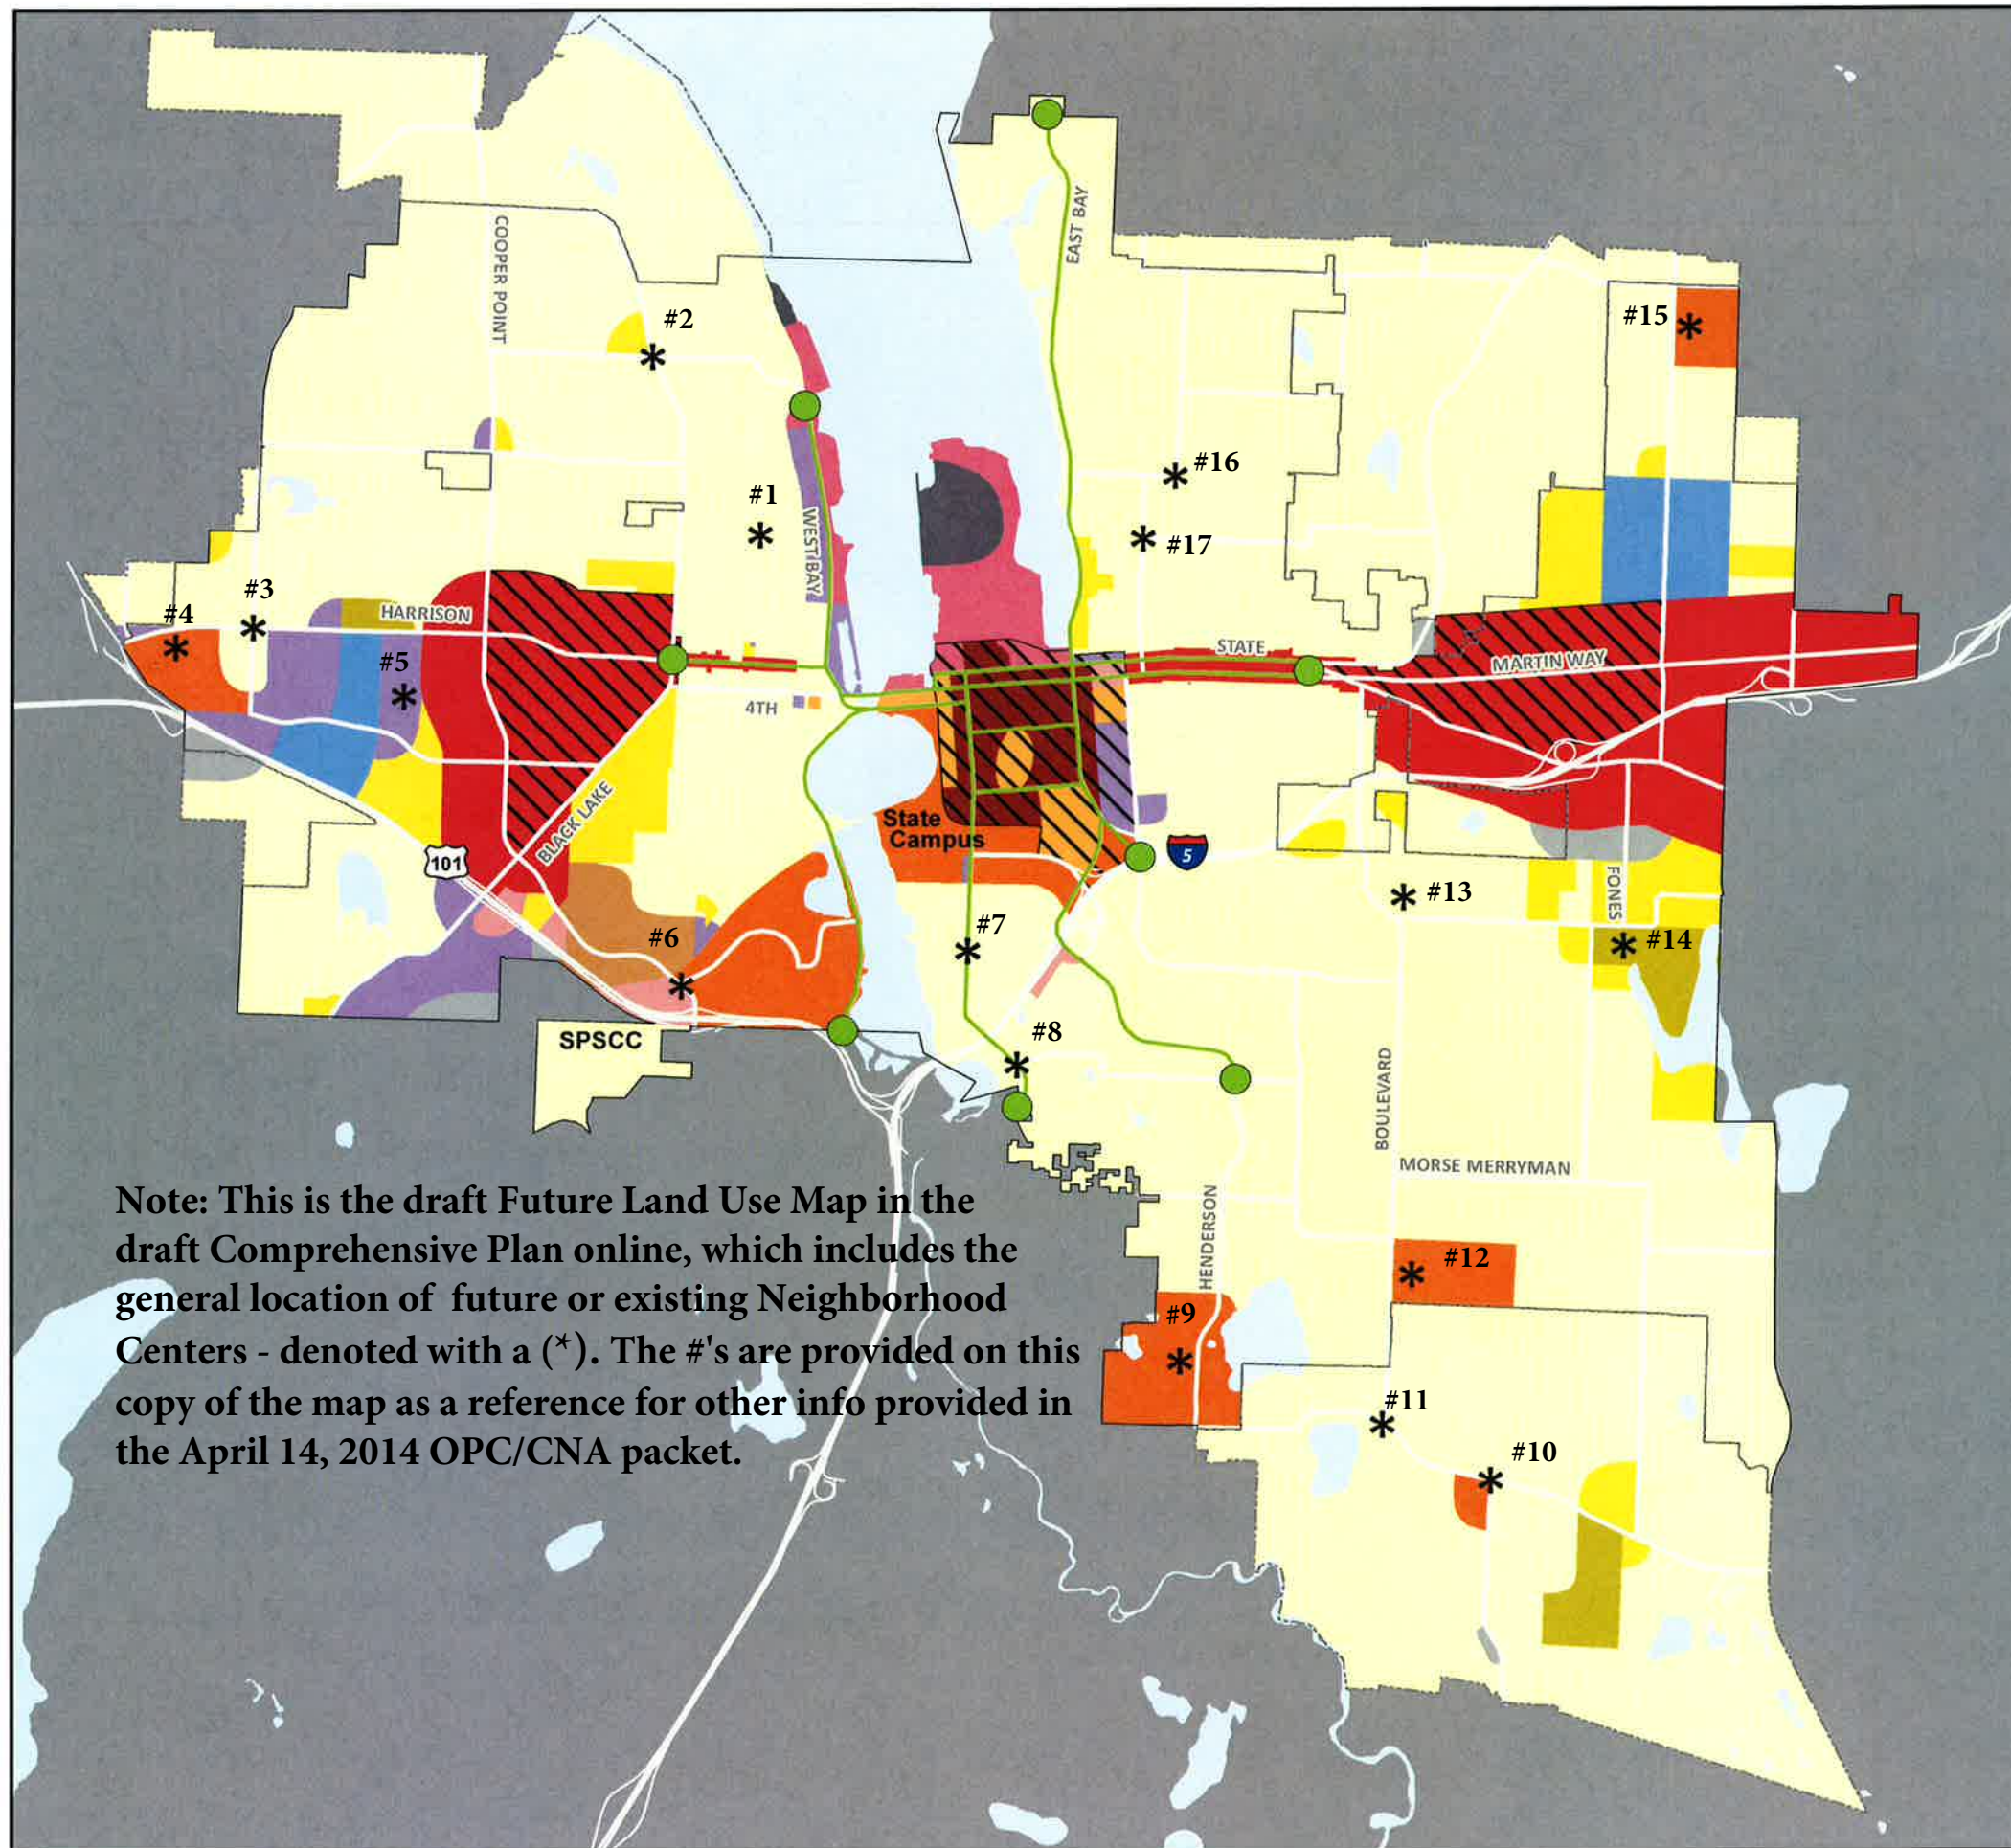 EAST BAY
COOPER POINT
#2
#15
#16
#1
#17
WEST BAY
#3
HARRISON
#4
STATE
#5
MARTIN WAY
4TH
BLACK LAKE
State
Campus
101
5
FONES
#13
#7
#6
#14
#8
SPSCC
BOULEVARD
MORSE MERRYMAN
HENDERSON
Note: This is the draft Future Land Use Map in the
draft Comprehensive Plan online, which includes the
general location of future or existing Neighborhood
Centers - denoted with a (*). The #'s are provided on this
copy of the map as a reference for other info provided in
the April 14, 2014 OPC/CNA packet.
#12
#9
#11
#10